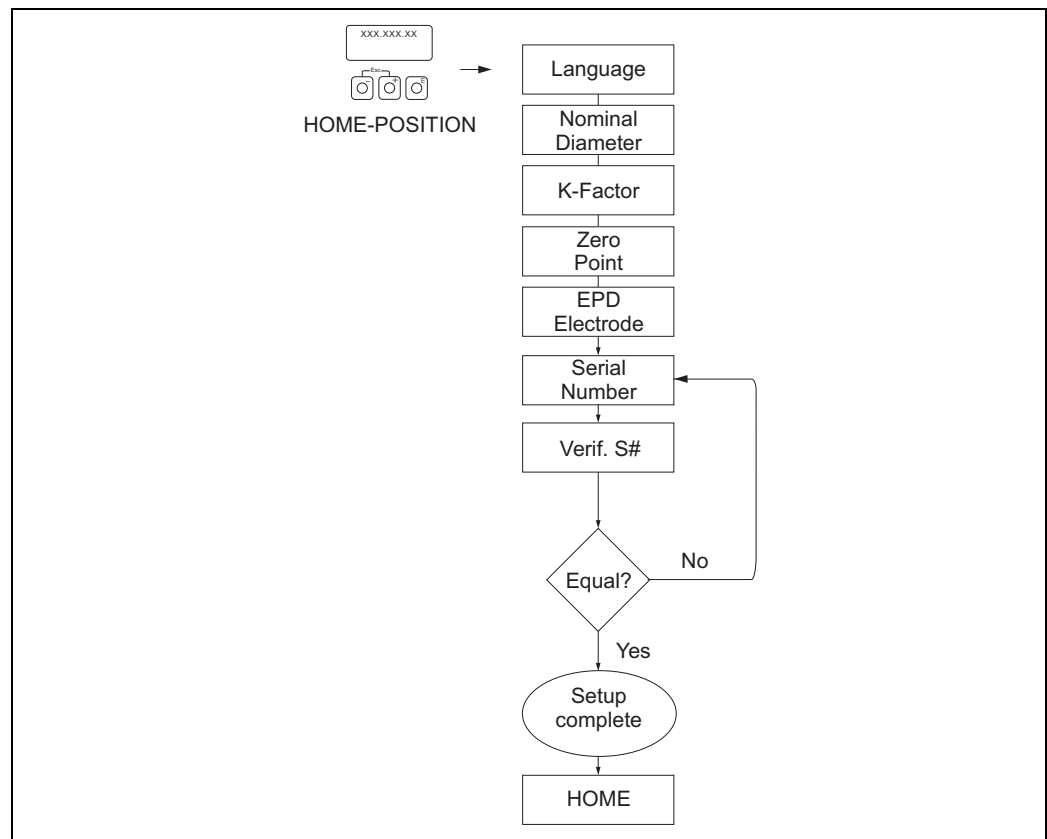 XXX.XXX.XX
Esc
- + E
HOME-POSITION
Language
Nominal
Diameter
K-Factor
Zero
Point
EPD
Electrode
Serial
Number
Verif. S#
Equal?
No
Yes
Setup
complete
HOME